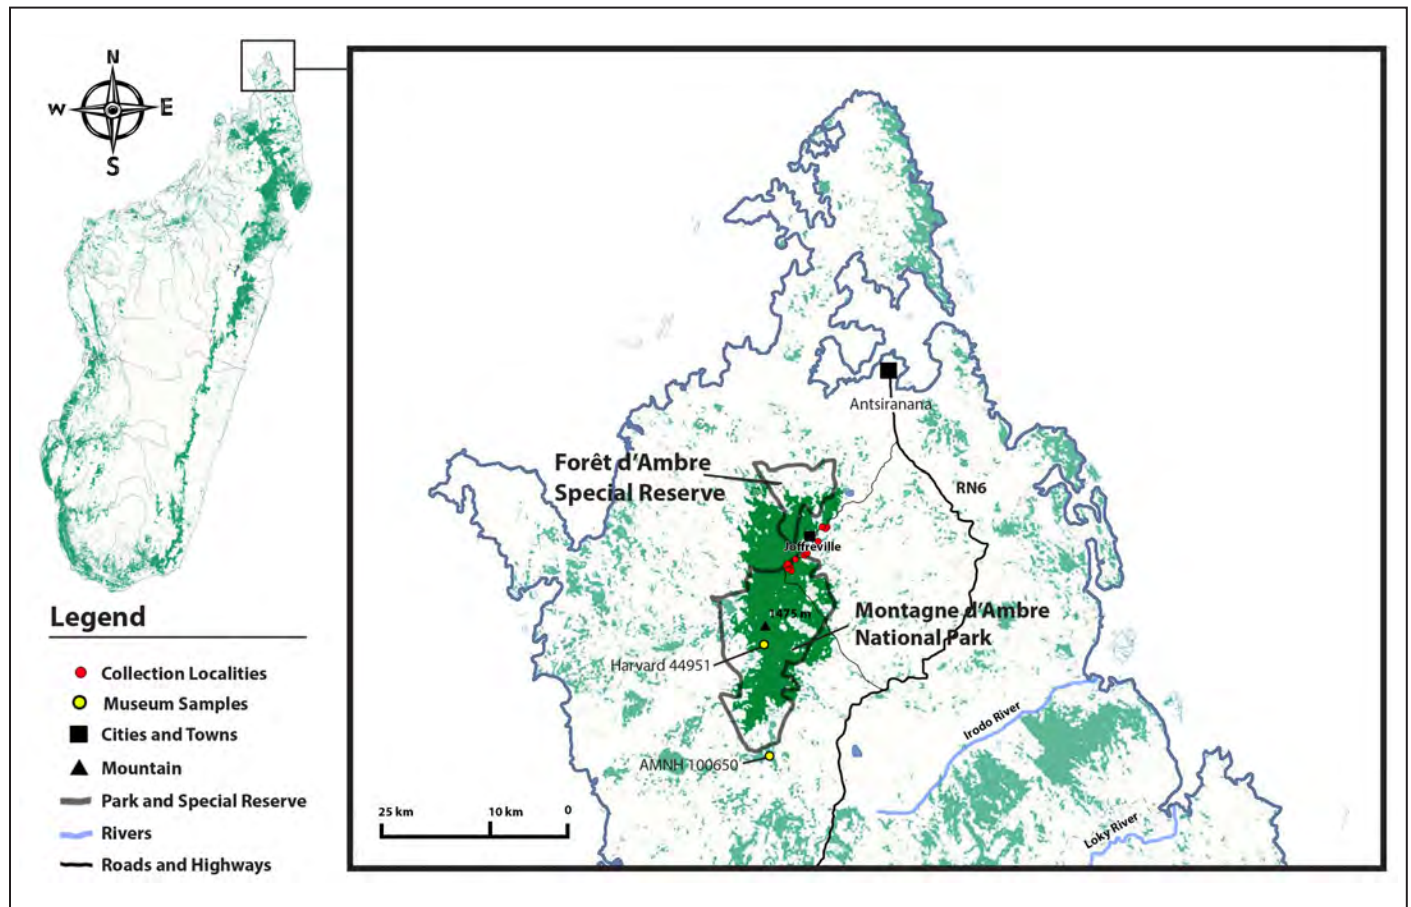 N
W
E
S
Legend
Collection Localities
Museum Samples
Cities and Towns
Mountain
Park and Special Reserve
Rivers
Roads and Highways
Antsiranana
Forêt d'Ambre
Special Reserve
RN6
Joffreville
1475 m
Montagne d'Ambre
National Park
Harvard 44951
Irodo River
AMNH 100650
25 km
10 km
0
Loky River